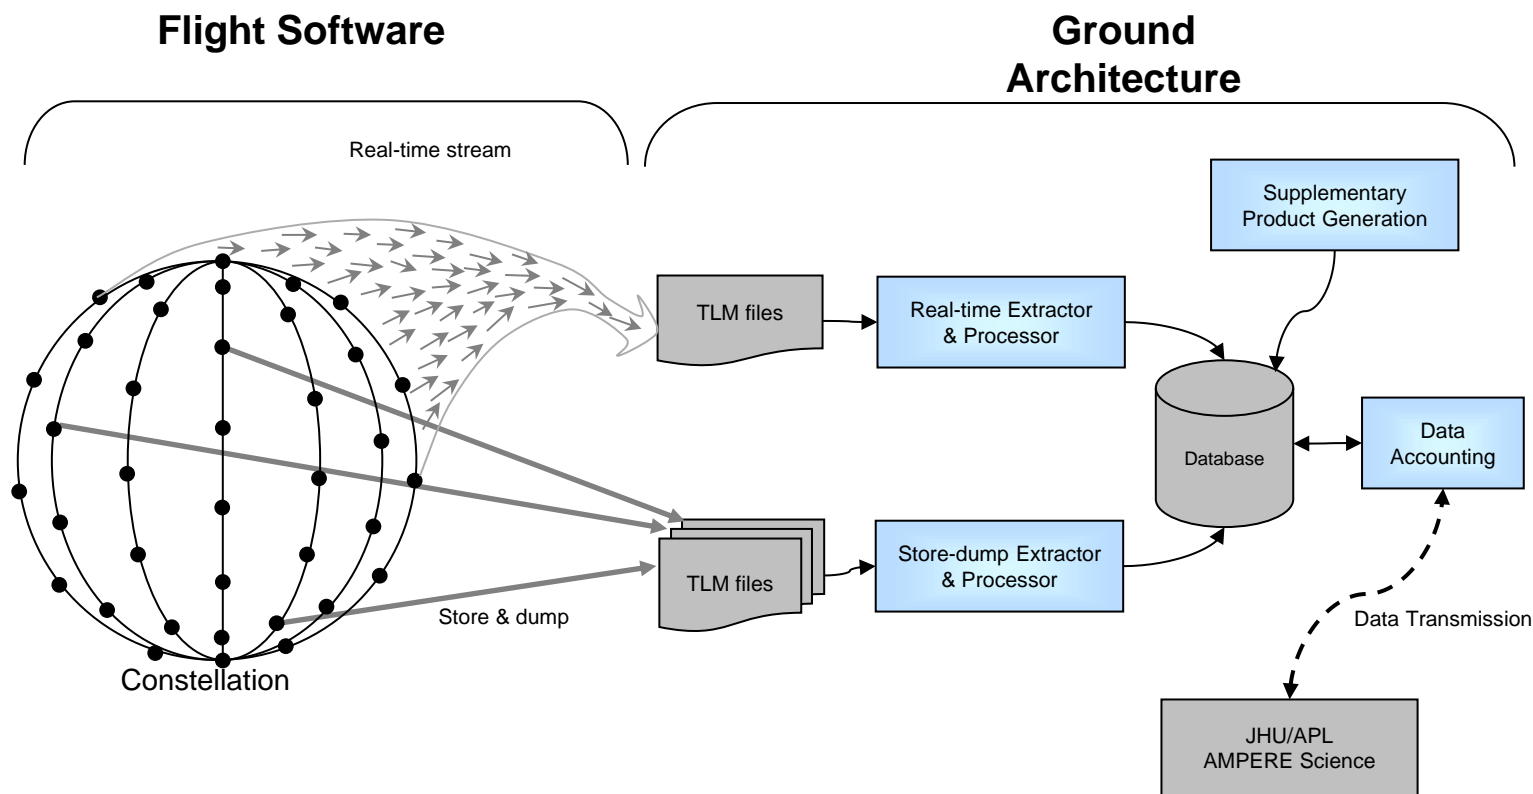 Flight Software
Ground
Architecture
Real-time stream
Supplementary
Product Generation
TLM files
Real-time Extractor
& Processor
Database
Data
Accounting
TLM files
Store-dump Extractor
& Processor
Store & dump
Data Transmission
Constellation
JHU/APL
AMPERE Science